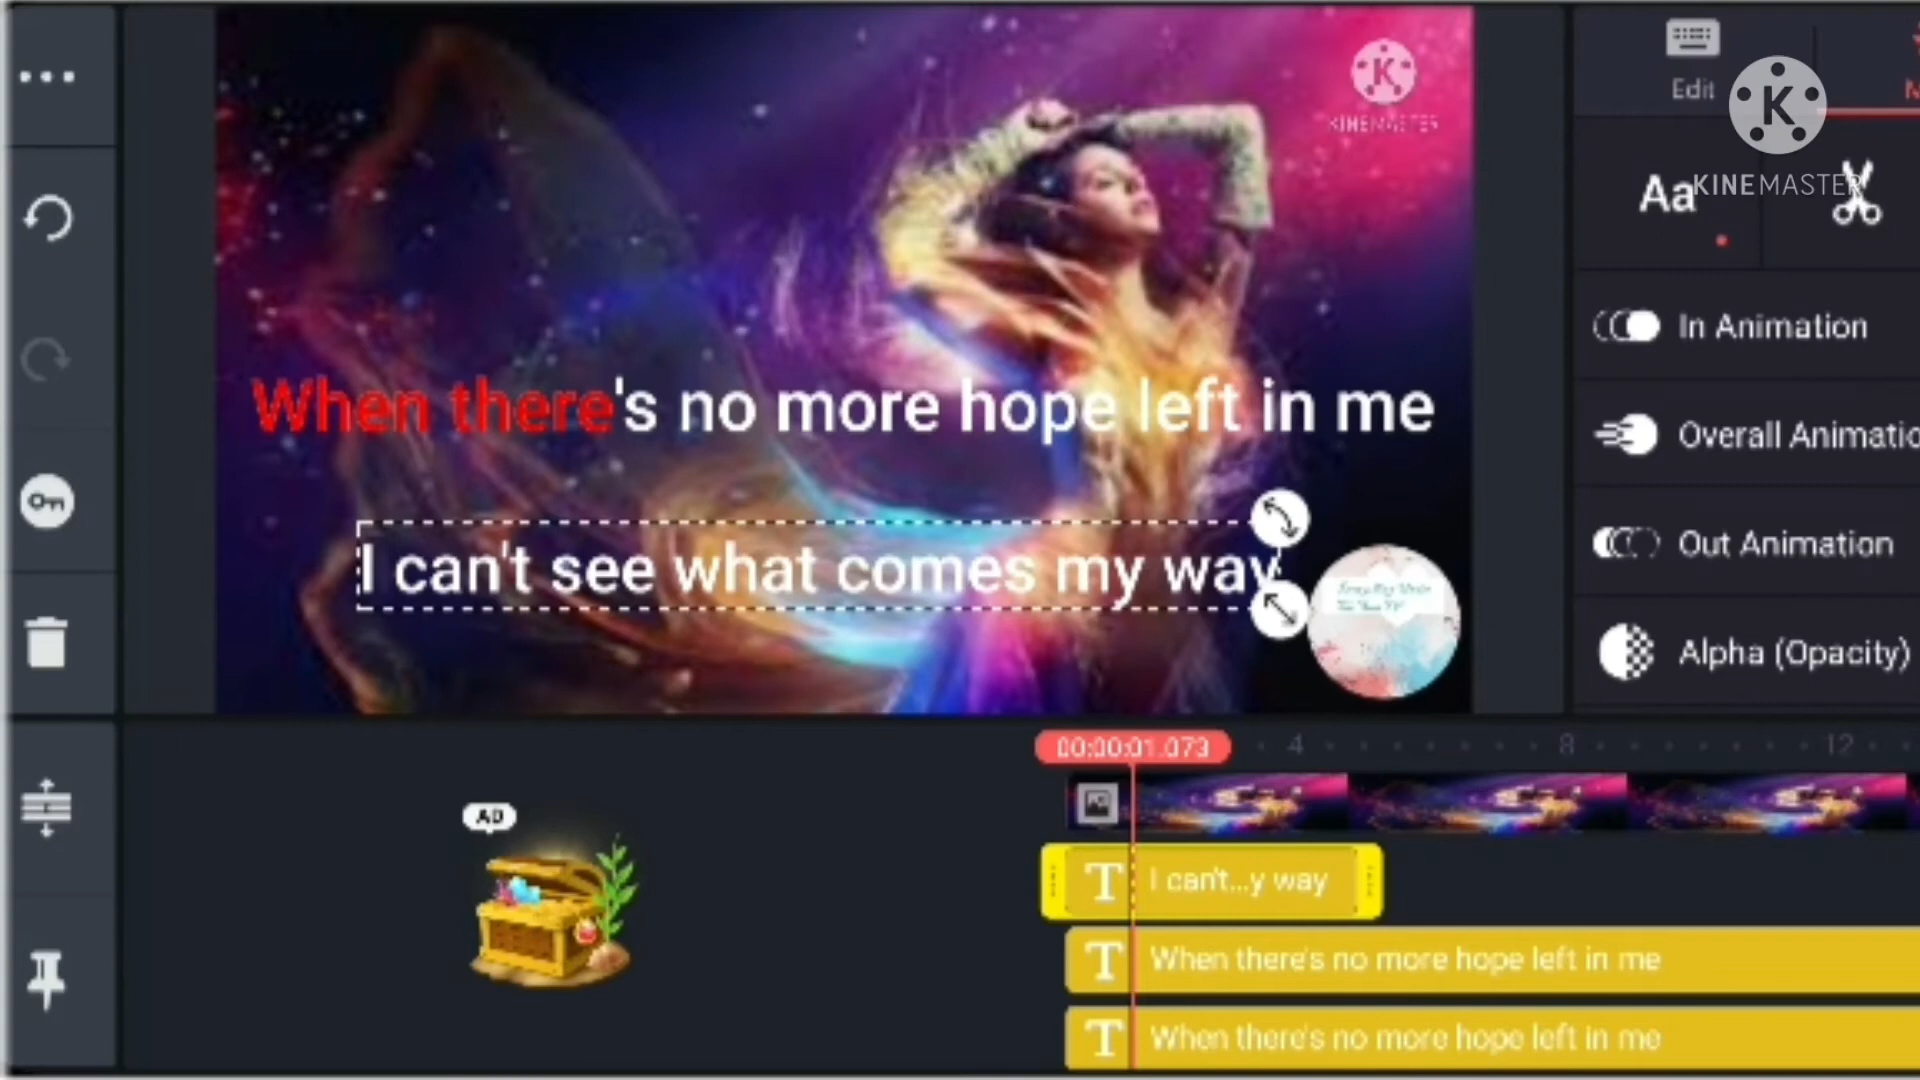 KINEMASTER
Edit
KINEMASTER
Aa
In Animation
Overall Animatio
Out Animation
Alpha (Opacity)
When there's no more hope left in me
I can't see what comes my way
00:00:01.073
4
8
12
AD
I can't...y way
When there's no more hope left in me
When there's no more hope left in me